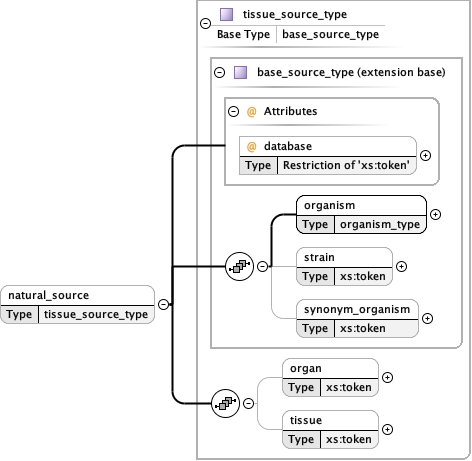 tissue_source_type
Base Type base_source_type
base_source_type (extension base)
@ Attributes
@ database
Type Restriction of 'xs:token'
organism
Type organism_type
strain
Type xs:token
natural_source
Type tissue_source_type
synonym_organism
Type xs:token
organ
Type xs:token
tissue
Type xs:token